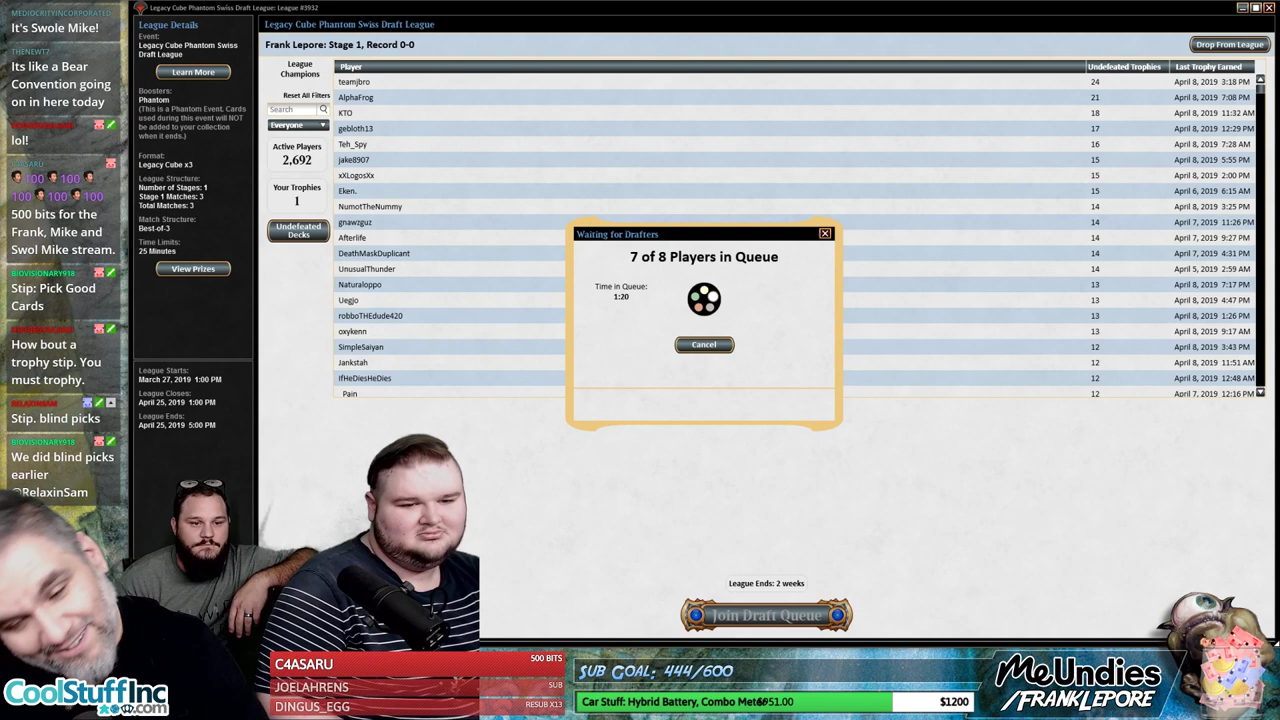 MEDIOCRITYINCORPORATED
It's Swole Mike!
THENEWT7
Its like a Bear
Convention going
on in here today
lol!
C4ASARU
100 100
100 100 100
500 bits for the
Frank, Mike and
Swol Mike stream.
BIOVISIONARY918
Stip: Pick Good
Cards
How bout a
trophy stip. You
must trophy.
RELAXINSAM
Stip. blind picks
BIOVISIONARY918
We did blind picks
earlier
@RelaxinSam
Legacy Cube Phantom Swiss Draft League: League #3932
League Details
Event:
Legacy Cube Phantom Swiss
Draft League
Learn More
Boosters:
Phantom
(This is a Phantom Event. Cards
used during this event will NOT
be added to your collection
when it ends.)
Format:
Legacy Cube x3
League Structure:
Number of Stages: 1
Stage 1 Matches: 3
Total Matches: 3
Match Structure:
Best-of-3
Time Limits:
25 Minutes
View Prizes
League Starts:
March 27, 2019 1:00 PM
League Closes:
April 25, 2019 1:00 PM
League Ends:
April 25, 2019 5:00 PM
Legacy Cube Phantom Swiss Draft League
Frank Lepore: Stage 1, Record 0-0
Drop From League
League
Champions
Reset All Filters
Search
Everyone
Active Players
2,692
Your Trophies
1
Undefeated
Decks
Player Undefeated Trophies Last Trophy Earned
teamjbro 24 April 8, 2019 3:18 PM
AlphaFrog 21 April 8, 2019 7:08 PM
KTO 18 April 8, 2019 11:32 AM
gebloth13 17 April 8, 2019 12:29 PM
Teh_Spy 16 April 8, 2019 7:28 AM
jake8907 15 April 8, 2019 5:55 PM
xXLogosXx 15 April 8, 2019 2:00 PM
Eken. 15 April 6, 2019 6:15 AM
NumotTheNummy 14 April 8, 2019 3:25 PM
gnawzguz 14 April 7, 2019 11:26 PM
Afterlife 14 April 7, 2019 9:27 PM
DeathMaskDuplicant 14 April 7, 2019 4:31 PM
UnusualThunder 14 April 5, 2019 2:59 AM
Naturaloppo 13 April 8, 2019 7:17 PM
Uegjo 13 April 8, 2019 4:47 PM
robboTHEdude420 13 April 8, 2019 1:26 PM
oxykenn 13 April 8, 2019 9:17 AM
SimpleSaiyan 12 April 8, 2019 3:43 PM
Jankstah 12 April 8, 2019 11:51 AM
IfHeDiesHeDies 12 April 8, 2019 12:48 AM
_Pain 12 April 7, 2019 12:16 PM
Waiting for Drafters
7 of 8 Players in Queue
Time in Queue:
1:20
Cancel
League Ends: 2 weeks
Join Draft Queue
C4ASARU 500 BITS
JOELAHRENS SUB
DINGUS_EGG RESUB X13
SUB GOAL: 444/600
Car Stuff: Hybrid Battery, Combo Meter $951.00 $1200
MeUndies
/FRANKLEPORE
CoolStuffInc
.com